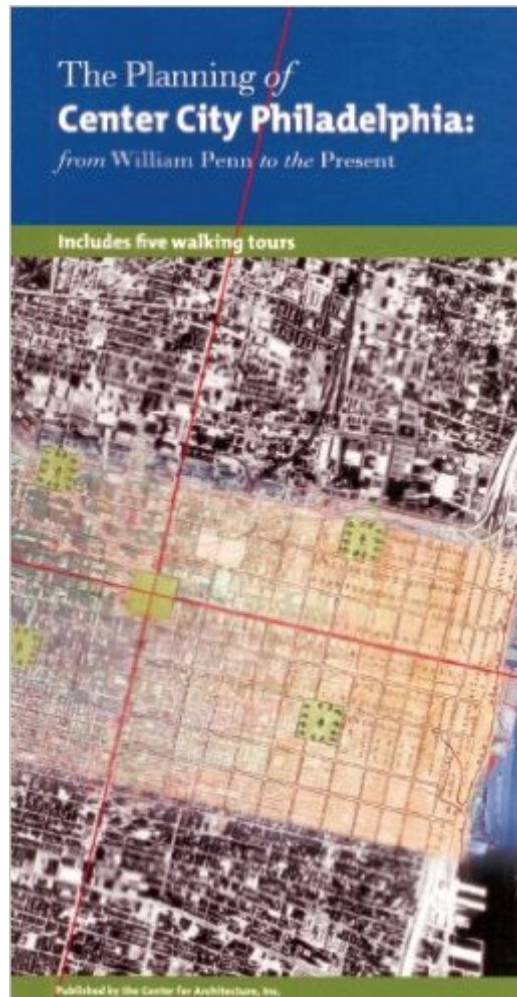 The Planning of
Center City Philadelphia:
from William Penn to the Present
Includes five walking tours
Published by the Center for Architecture, Inc.